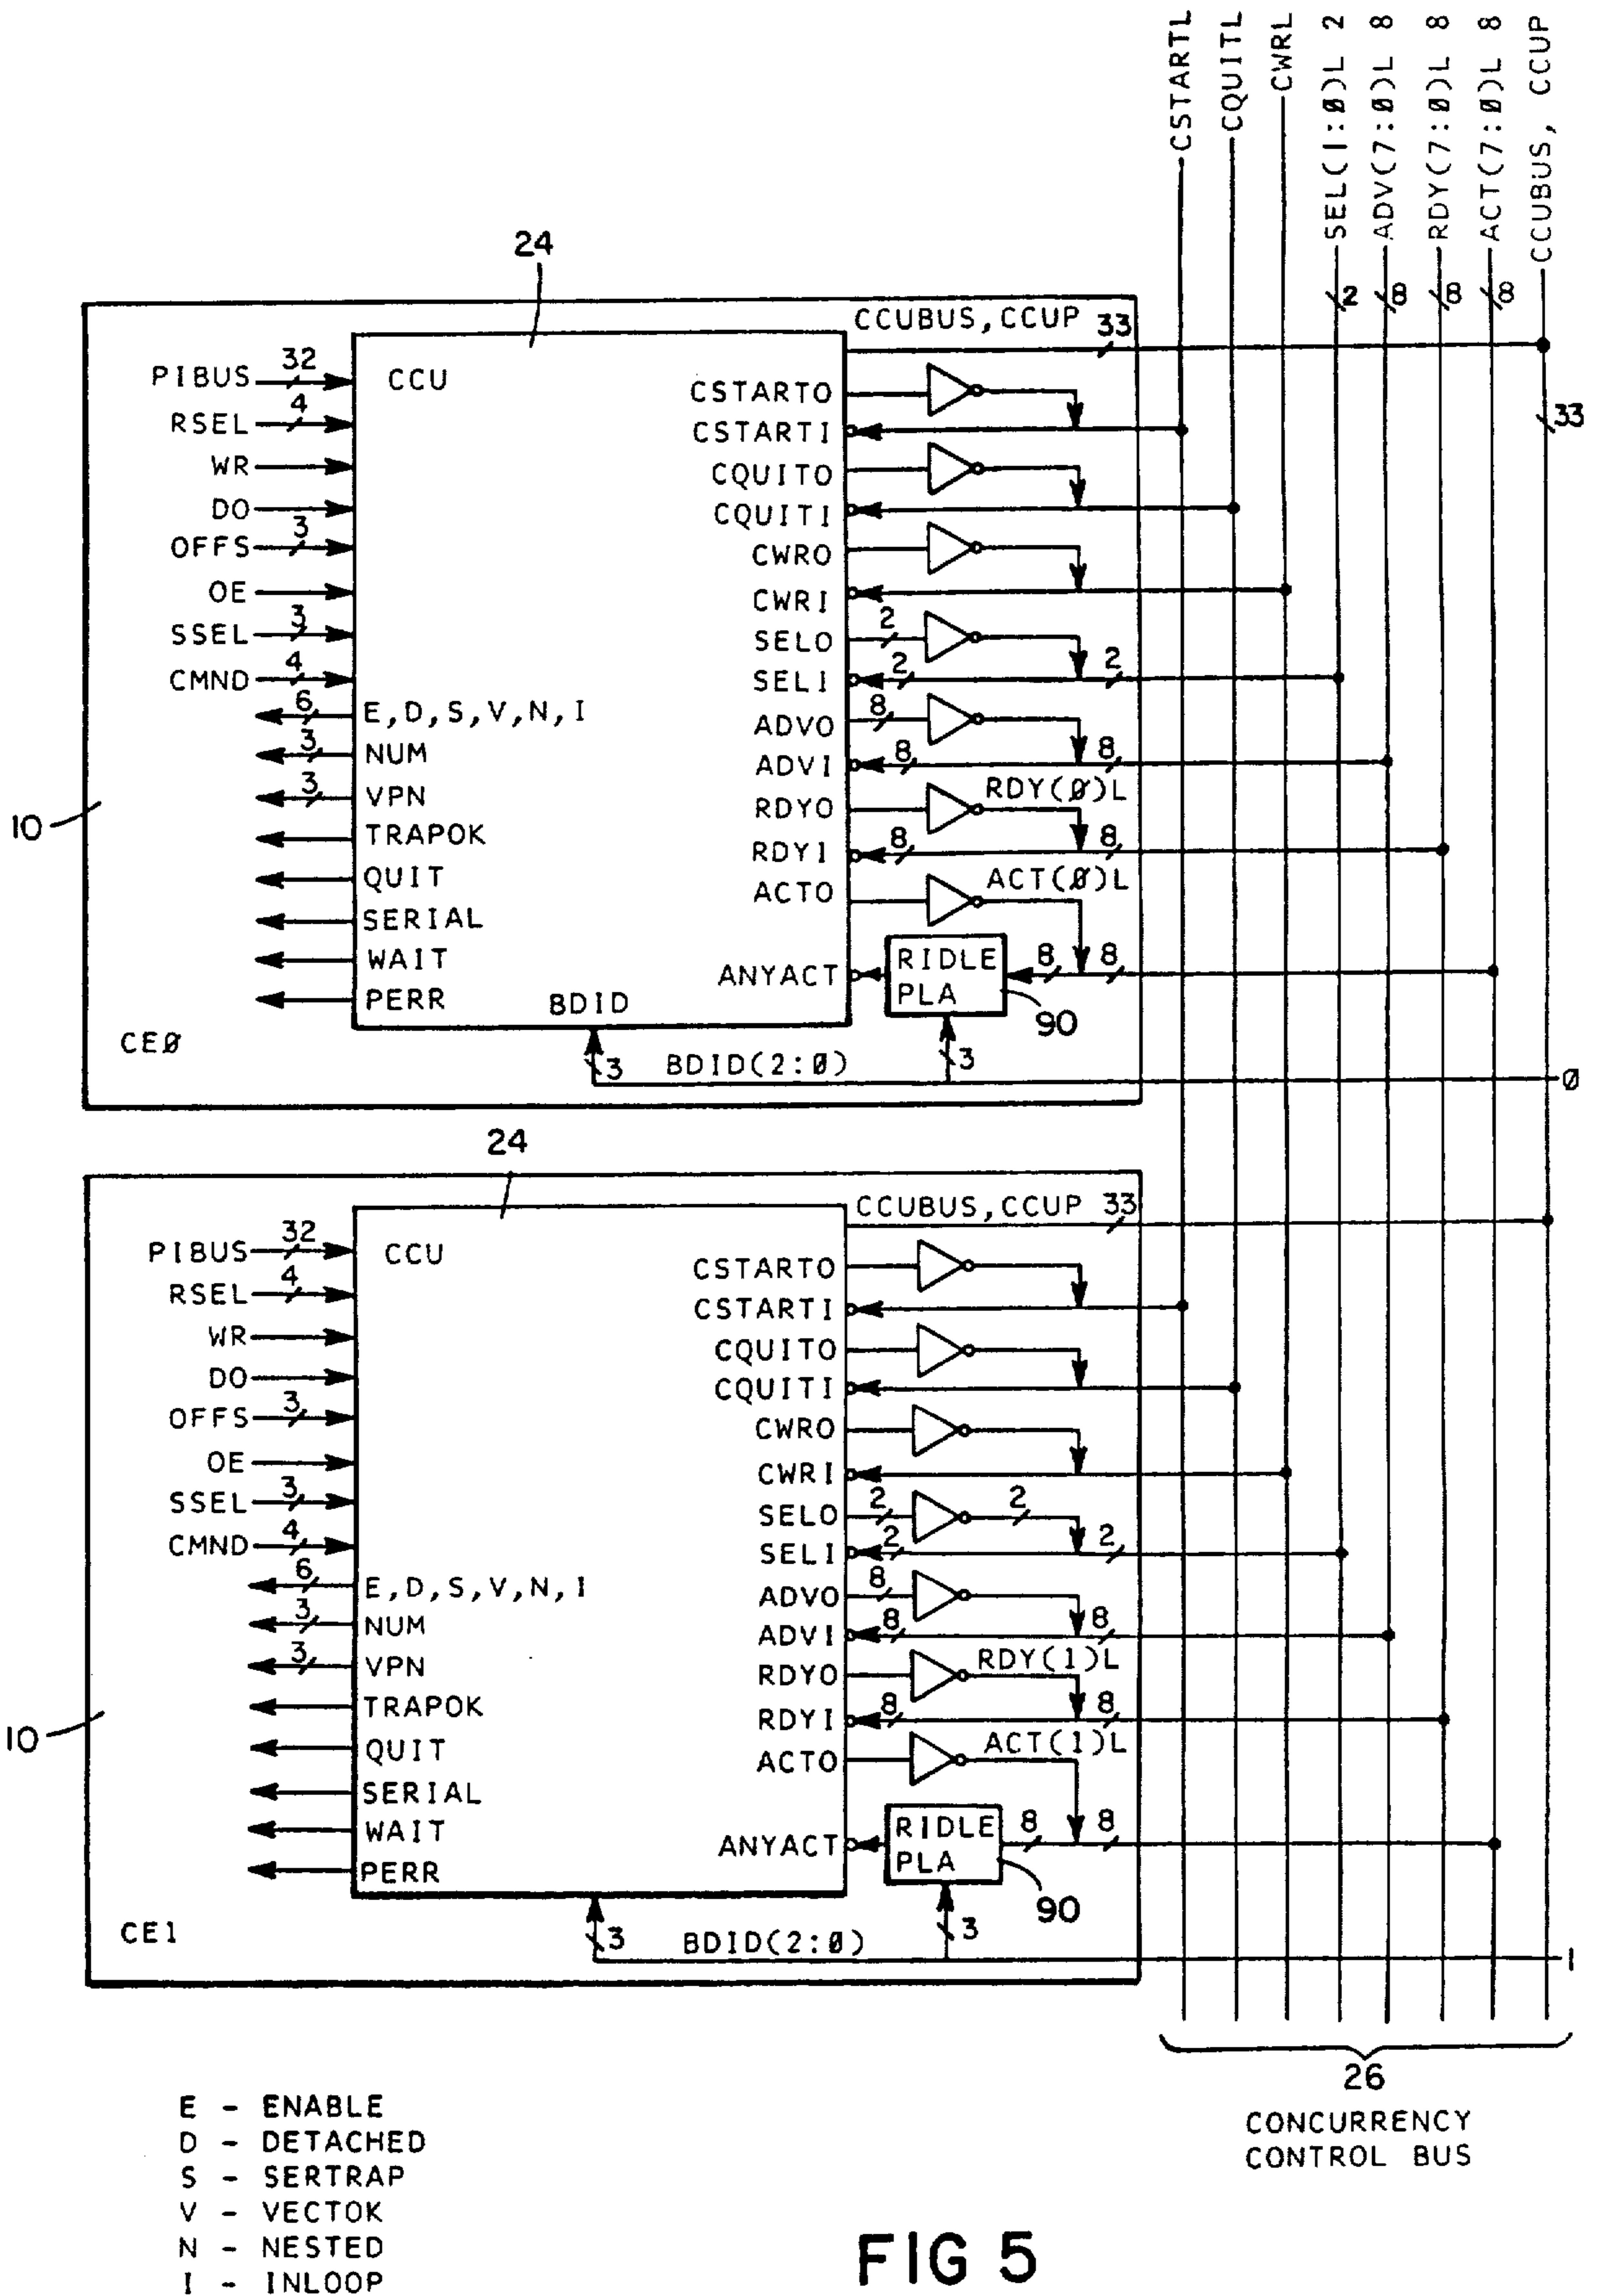 CSTARTL
CQUITL
CWRL
SEL(1:Ø)L 2
ADV(7:Ø)L 8
RDY(7:Ø)L 8
ACT(7:Ø)L 8
CCUBUS, CCUP
2
8
8
8
33
24
10
CCUBUS, CCUP 33
CCU
PIBUS 32
RSEL 4
WR
DO
OFFS 3
OE
SSEL 3
CMND 4
6 E,D,S,V,N,I
3 NUM
3 VPN
TRAPOK
QUIT
SERIAL
WAIT
PERR
CSTARTO
CSTARTI
CQUITO
CQUITI
CWRO
CWRI
SELO 2
SELI 2 2
ADVO 8
ADVI 8 8
RDYO RDY(Ø)L
RDYI 8 8
ACTO ACT(Ø)L
ANYACT RIDLE 8 8
PLA
90
BDID
CEØ
3 BDID(2:Ø) 3
Ø
24
10
CCUBUS, CCUP 33
CCU
PIBUS 32
RSEL 4
WR
DO
OFFS 3
OE
SSEL 3
CMND 4
6 E,D,S,V,N,I
3 NUM
3 VPN
TRAPOK
QUIT
SERIAL
WAIT
PERR
CSTARTO
CSTARTI
CQUITO
CQUITI
CWRO
CWRI
SELO 2 2
SELI 2 2
ADVO 8
ADVI 8 8
RDYO RDY(1)L
RDYI 8 8
ACTO ACT(1)L
ANYACT RIDLE 8 8
PLA
90
CE1
3 BDID(2:Ø) 3
1
26
CONCURRENCY
CONTROL BUS
E - ENABLE
D - DETACHED
S - SERTRAP
V - VECTOK
N - NESTED
I - INLOOP
FIG 5